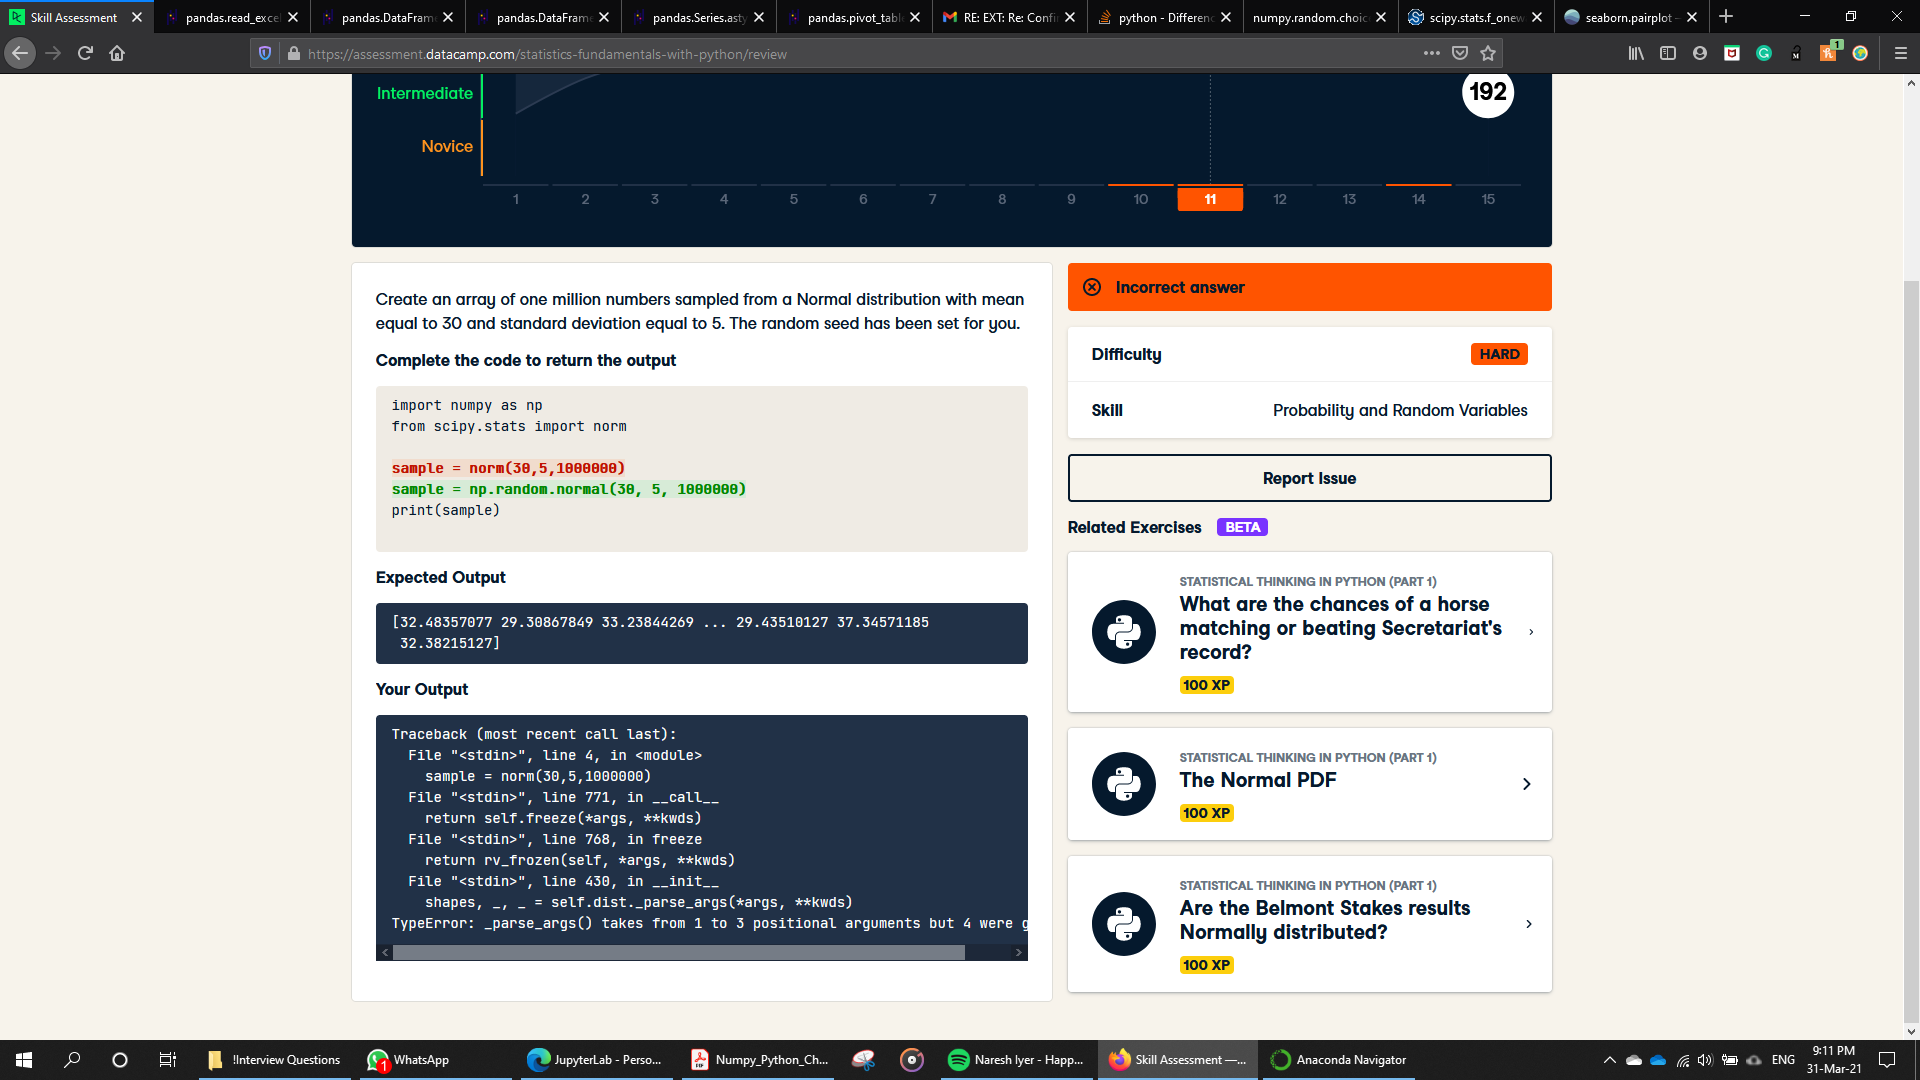 Skill Assessment
pandas.read_exce
pandas.DataFrame
pandas.DataFrame
pandas.Series.asty
pandas.pivot_tabl
RE: EXT: Re: Confi
python - Differenc
numpy.random.choic
scipy.stats.f_onew
seaborn.pairplot
https://assessment.datacamp.com/statistics-fundamentals-with-python/review
1
Intermediate
192
Novice
1 2 3 4 5 6 7 8 9 10 11 12 13 14 15
Create an array of one million numbers sampled from a Normal distribution with mean
equal to 30 and standard deviation equal to 5. The random seed has been set for you.
Complete the code to return the output
import numpy as np
from scipy.stats import norm
sample = norm(30,5,1000000)
sample = np.random.normal(30, 5, 1000000)
print(sample)
Expected Output
[32.48357077 29.30867849 33.23844269 ... 29.43510127 37.34571185
32.38215127]
Your Output
Traceback (most recent call last):
File "<stdin>", line 4, in <module>
sample = norm(30,5,1000000)
File "<stdin>", line 771, in __call__
return self.freeze(*args, **kwds)
File "<stdin>", line 768, in freeze
return rv_frozen(self, *args, **kwds)
File "<stdin>", line 430, in __init__
shapes, _, _ = self.dist._parse_args(*args, **kwds)
TypeError: _parse_args() takes from 1 to 3 positional arguments but 4 were g
Incorrect answer
Difficulty
HARD
Skill
Probability and Random Variables
Report Issue
Related Exercises BETA
STATISTICAL THINKING IN PYTHON (PART 1)
What are the chances of a horse
matching or beating Secretariat's
record?
100 XP
STATISTICAL THINKING IN PYTHON (PART 1)
The Normal PDF
100 XP
STATISTICAL THINKING IN PYTHON (PART 1)
Are the Belmont Stakes results
Normally distributed?
100 XP
!Interview Questions
1
WhatsApp
JupyterLab - Perso...
Numpy_Python_Ch...
Naresh Iyer - Happ...
Skill Assessment —...
Anaconda Navigator
ENG
9:11 PM
31-Mar-21